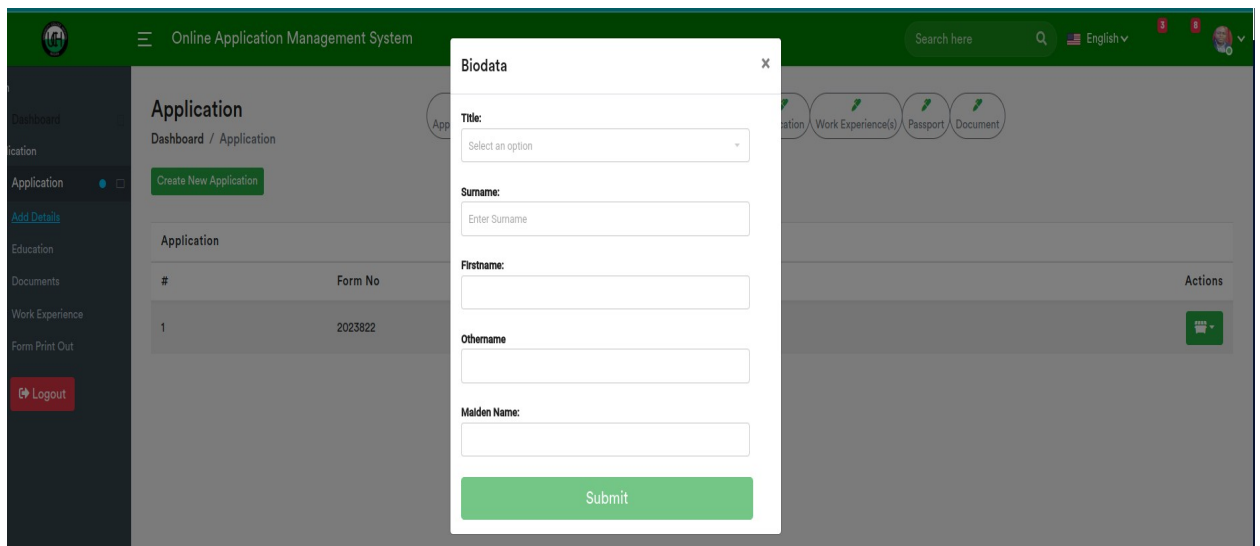 Online Application Management System
Search here
English
3
8
Dashboard
ication
Application
Add Details
Education
Documents
Work Experience
Form Print Out
Logout
Application
Dashboard / Application
App
ation
Work Experience(s)
Passport
Document
Create New Application
Application
# Form No Actions
1 2023822
Biodata
×
Title:
Select an option
Surname:
Enter Surname
Firstname:
Othername
Maiden Name:
Submit